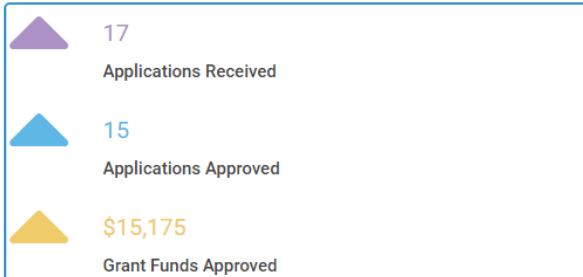 17
Applications Received
15
Applications Approved
$15,175
Grant Funds Approved